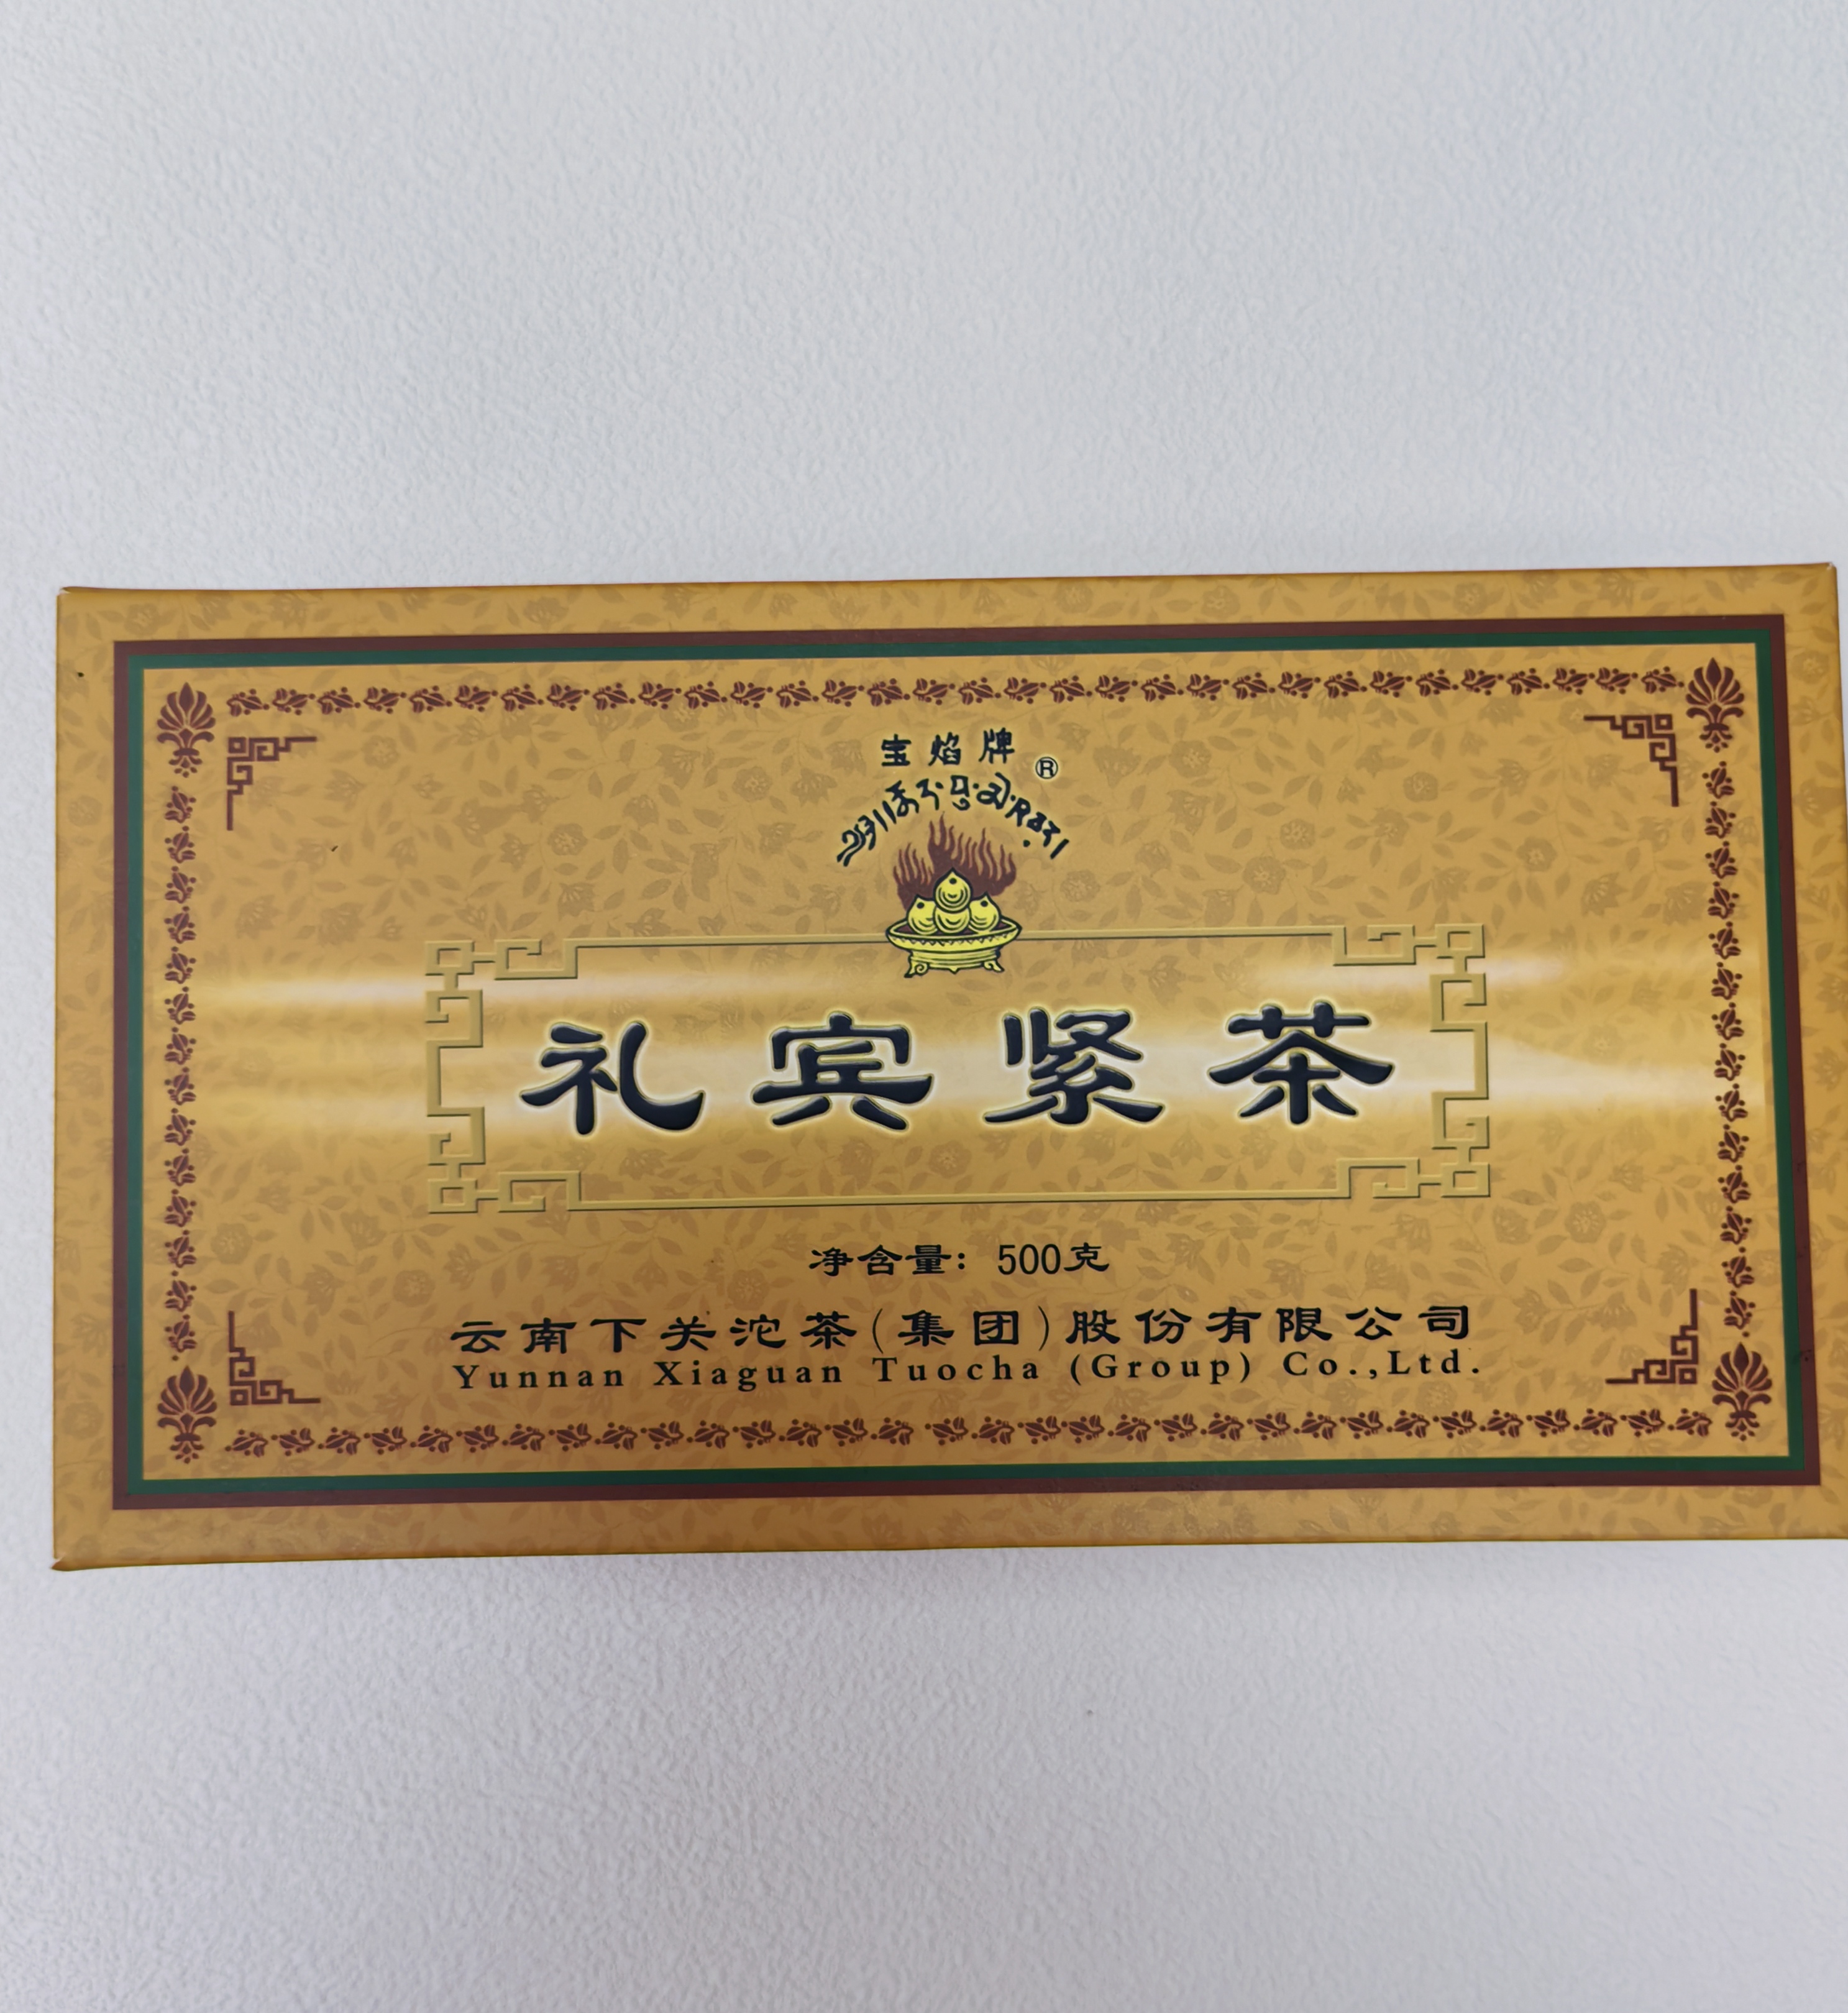 宝焰牌®
礼宾紧茶
净含量：500克
云南下关沱茶（集团）股份有限公司
Yunnan Xiaguan Tuocha (Group) Co.,Ltd.